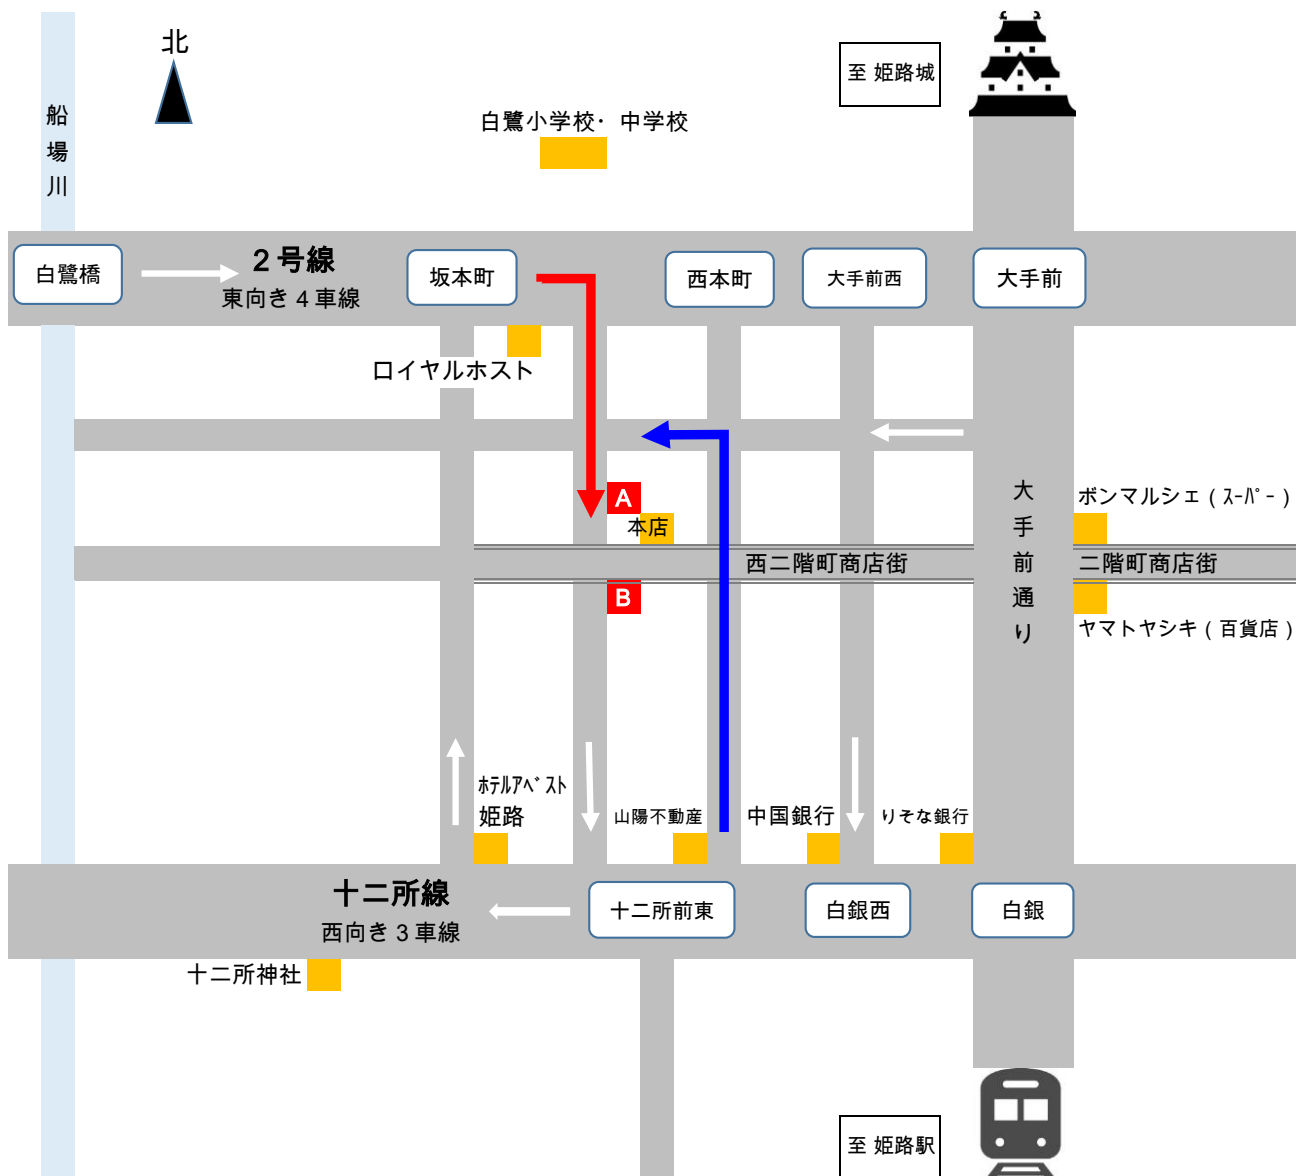 北
至 姫路城
船場川
白鷺小学校・ 中学校
白鷺橋
２号線
東向き４車線
坂本町
西本町
大手前西
大手前
ロイヤルホスト
大手前通り
A
本店
ボンマルシェ（ｽｰﾊﾟｰ）
西二階町商店街
二階町商店街
B
ヤマトヤシキ（百貨店）
ﾎﾃﾙｱﾍﾞｽﾄ
姫路
山陽不動産
中国銀行
りそな銀行
十二所線
西向き３車線
十二所前東
白銀西
白銀
十二所神社
至 姫路駅